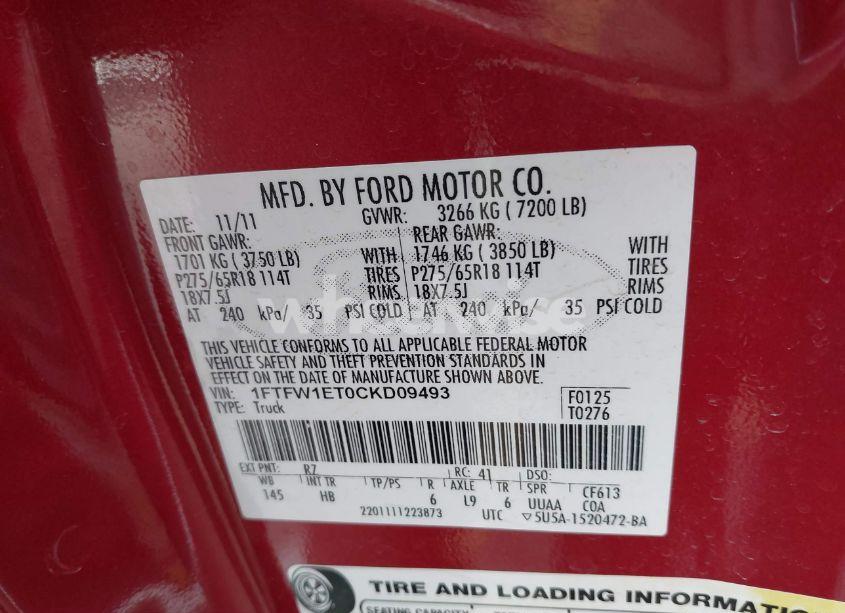 MFD. BY FORD MOTOR CO.
DATE: 11/11 GVWR: 3266 KG ( 7200 LB)
FRONT GAWR: REAR GAWR:
1701 KG ( 3750 LB) WITH 1746 KG ( 3850 LB) WITH
P275/65R18 114T TIRES P275/65R18 114T TIRES
18X7.5J RIMS 18X7.5J RIMS
AT 240 kPa/ 35 PSI COLD AT 240 kPa/ 35 PSI COLD
wheelwise
THIS VEHICLE CONFORMS TO ALL APPLICABLE FEDERAL MOTOR
VEHICLE SAFETY AND THEFT PREVENTION STANDARDS IN
EFFECT ON THE DATE OF MANUFACTURE SHOWN ABOVE.
VIN: 1FTFW1ET0CKD09493 F0125
TYPE: Truck T0276
EXT PNT: RZ RC: 41 DSO:
WB INT TR TP/PS R AXLE TR SPR CF613
145 HB 6 L9 6 UUAA COA
2201111223873 UTC ▽5U5A-1520472-BA
TIRE AND LOADING INFORMATIO
SEATING CAPACITY